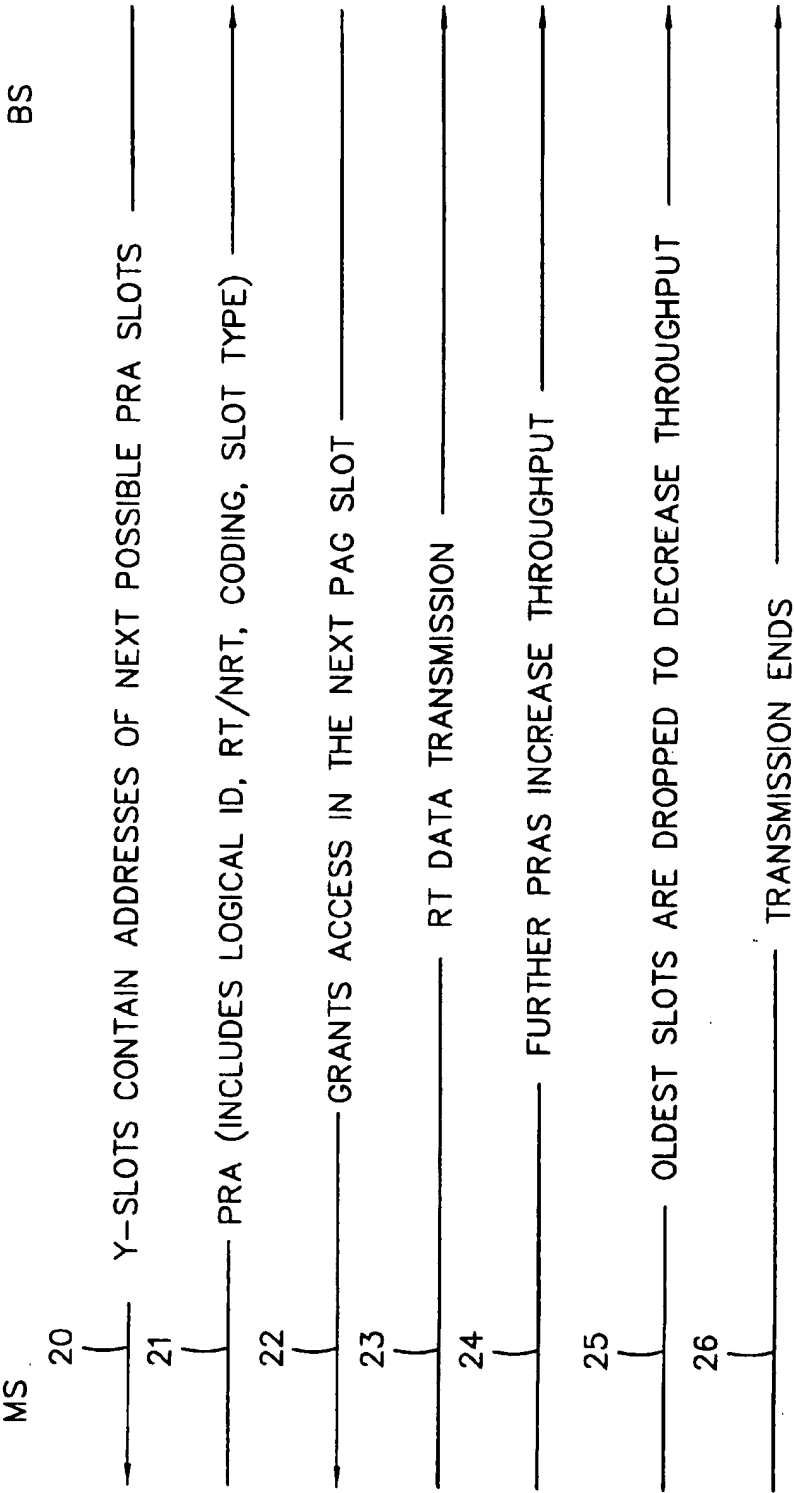 MS
BS
20
Y-SLOTS CONTAIN ADDRESSES OF NEXT POSSIBLE PRA SLOTS
21
PRA (INCLUDES LOGICAL ID, RT/NRT, CODING, SLOT TYPE)
22
GRANTS ACCESS IN THE NEXT PAG SLOT
23
RT DATA TRANSMISSION
24
FURTHER PRAS INCREASE THROUGHPUT
25
OLDEST SLOTS ARE DROPPED TO DECREASE THROUGHPUT
26
TRANSMISSION ENDS